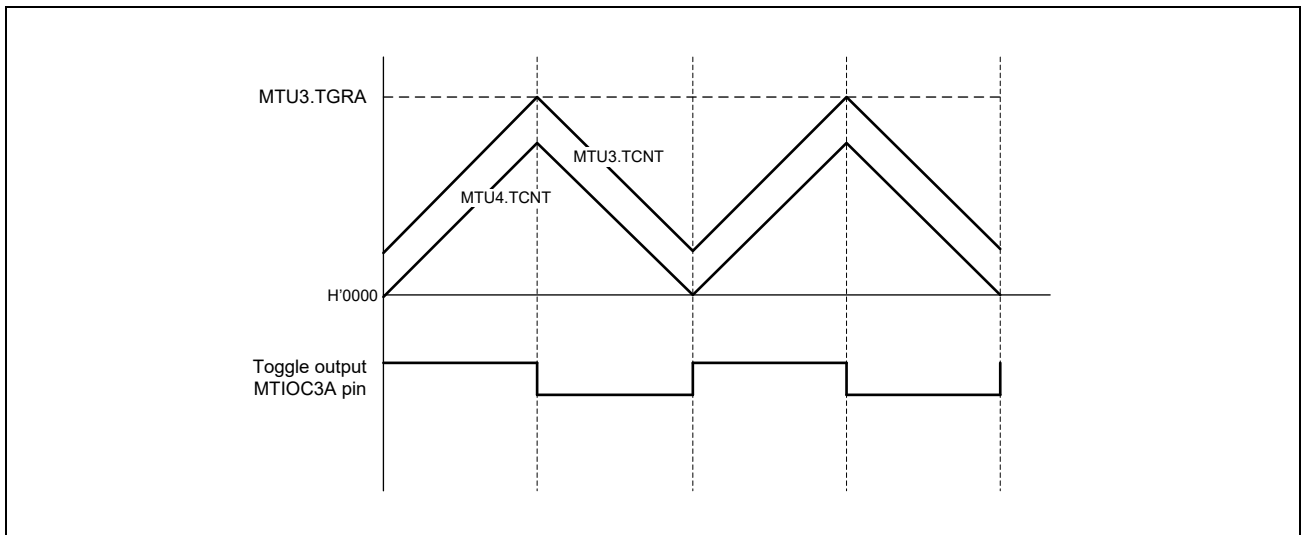 MTU3.TGRA
MTU3.TCNT
MTU4.TCNT
H'0000
Toggle output
MTIOC3A pin